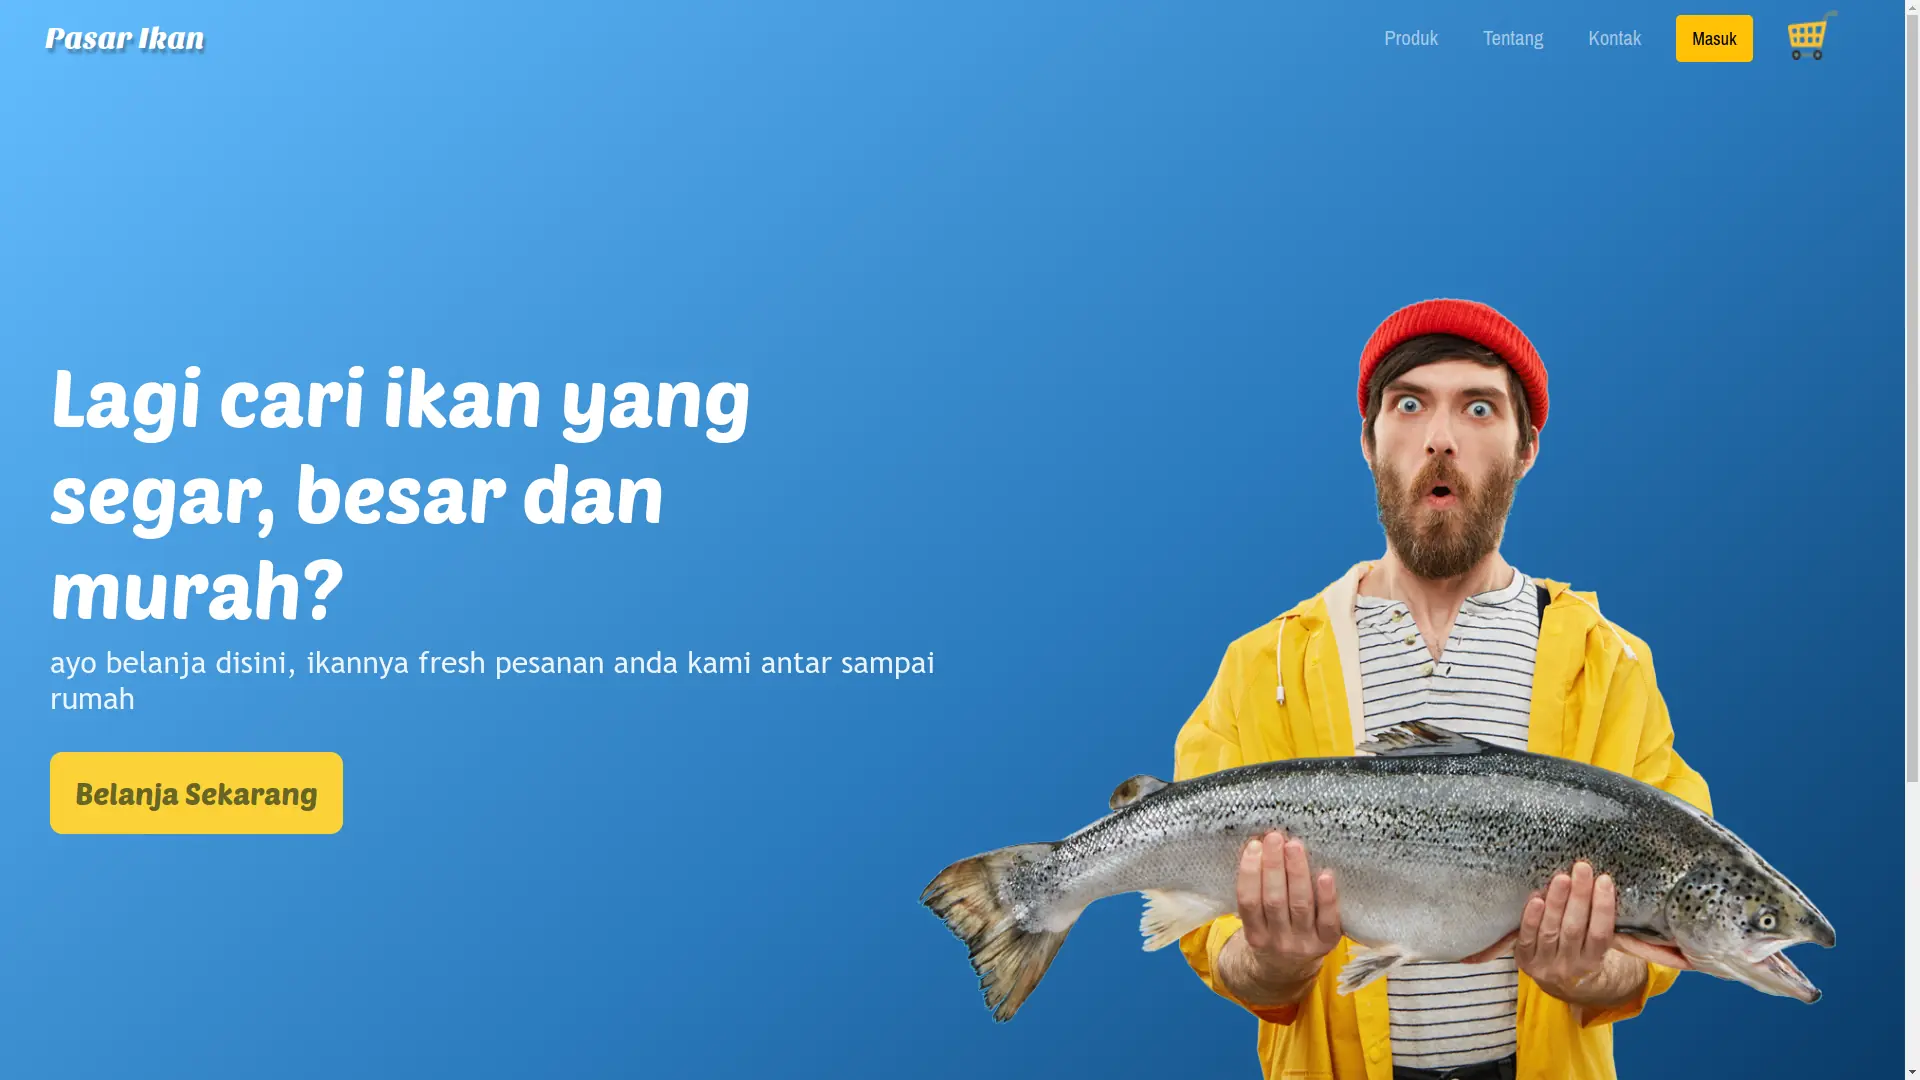 Pasar Ikan
Produk
Tentang
Kontak
Masuk
Lagi cari ikan yang
segar, besar dan
murah?
ayo belanja disini, ikannya fresh pesanan anda kami antar sampai
rumah
Belanja Sekarang